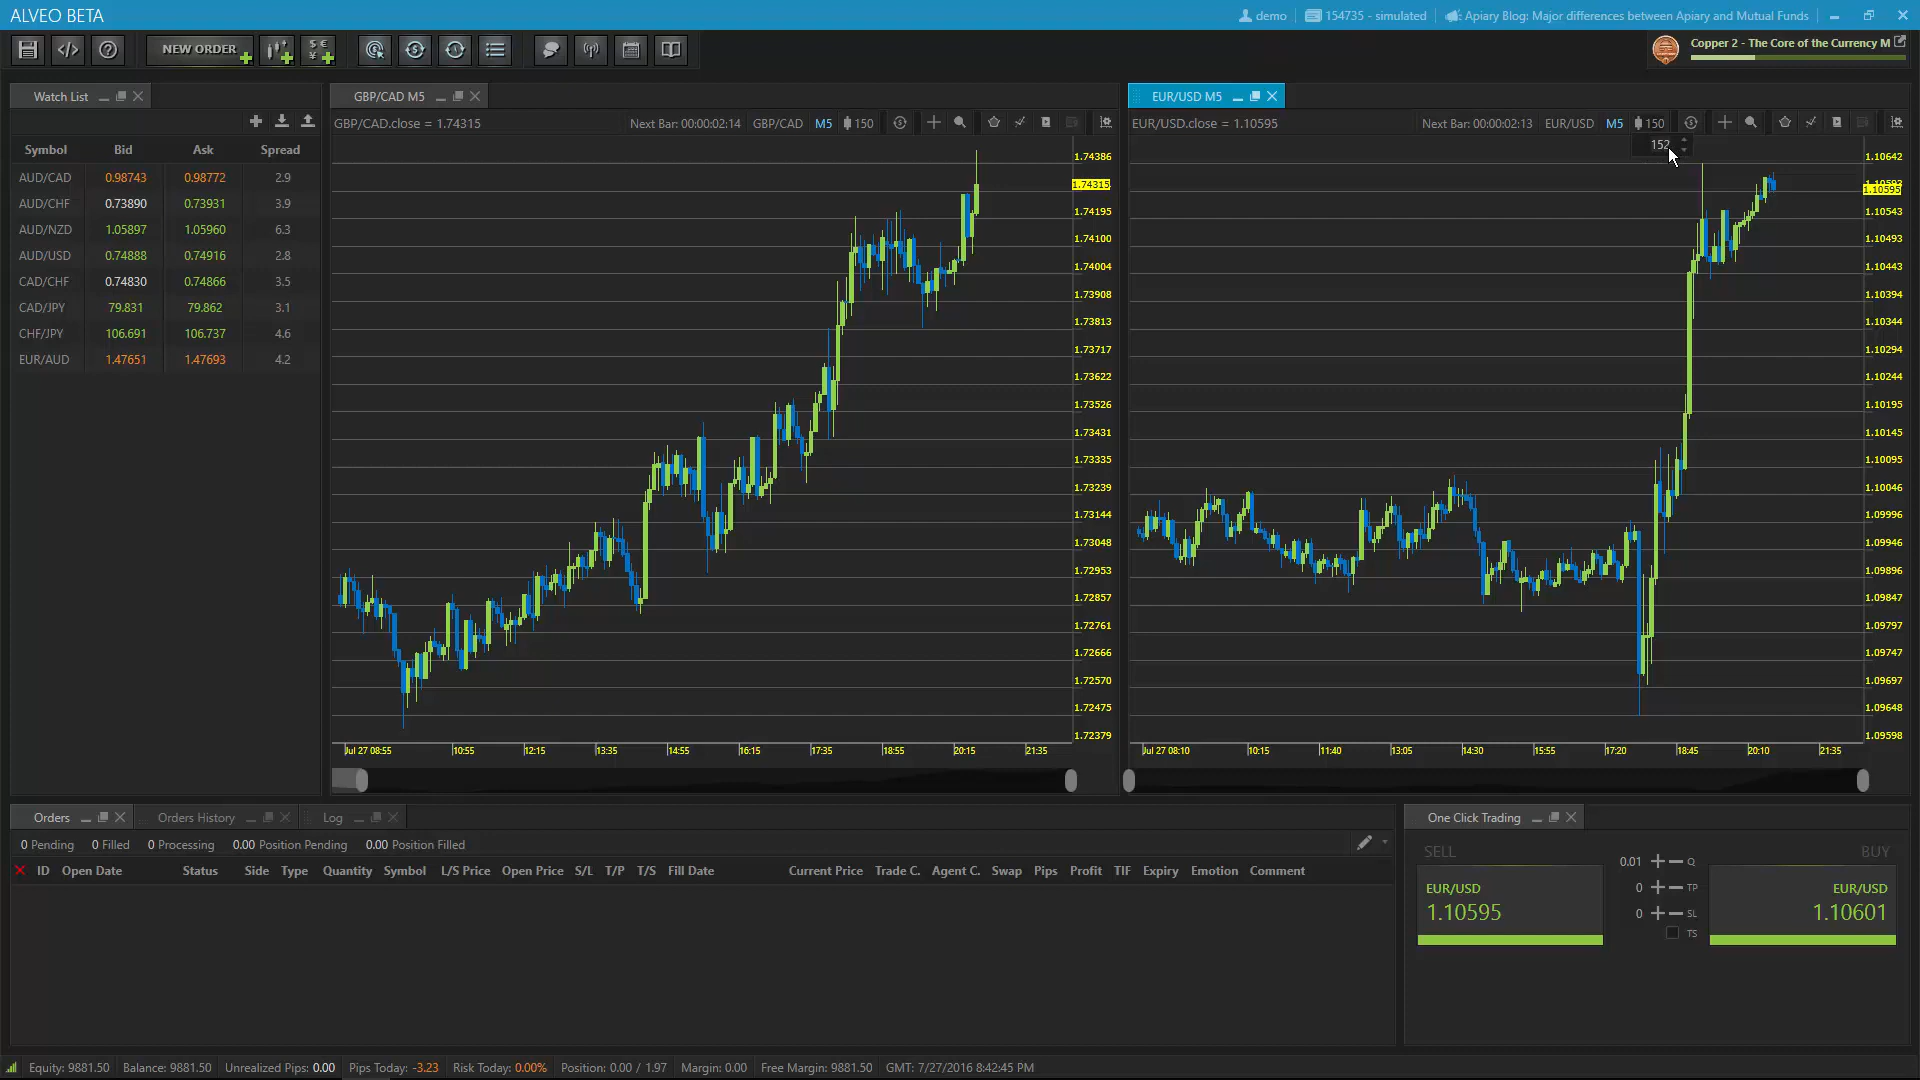 ALVEO BETA
demo
154735 - simulated
Apiary Blog: Major differences between Apiary and Mutual Funds
NEW ORDER
Copper 2 - The Core of the Currency M
Watch List
Symbol Bid Ask Spread
AUD/CAD 0.98743 0.98772 2.9
AUD/CHF 0.73890 0.73931 3.9
AUD/NZD 1.05897 1.05960 6.3
AUD/USD 0.74888 0.74916 2.8
CAD/CHF 0.74830 0.74866 3.5
CAD/JPY 79.831 79.862 3.1
CHF/JPY 106.691 106.737 4.6
EUR/AUD 1.47651 1.47693 4.2
GBP/CAD M5
GBP/CAD.close = 1.74315 Next Bar: 00:00:02:14 GBP/CAD M5 150
1.74386
1.74315
1.74195
1.74100
1.74004
1.73908
1.73813
1.73717
1.73622
1.73526
1.73431
1.73335
1.73239
1.73144
1.73048
1.72953
1.72857
1.72761
1.72666
1.72570
1.72475
1.72379
Jul 27 08:55 10:55 12:15 13:35 14:55 16:15 17:35 18:55 20:15 21:35
EUR/USD M5
EUR/USD.close = 1.10595 Next Bar: 00:00:02:13 EUR/USD M5 150
152
1.10642
1.10595
1.10543
1.10493
1.10443
1.10394
1.10344
1.10294
1.10244
1.10195
1.10145
1.10095
1.10046
1.09996
1.09946
1.09896
1.09847
1.09797
1.09747
1.09697
1.09648
1.09598
Jul 27 08:10 10:15 11:40 13:05 14:30 15:55 17:20 18:45 20:10 21:35
Orders Orders History Log
0 Pending 0 Filled 0 Processing 0.00 Position Pending 0.00 Position Filled
ID Open Date Status Side Type Quantity Symbol L/S Price Open Price S/L T/P T/S Fill Date Current Price Trade C. Agent C. Swap Pips Profit TIF Expiry Emotion Comment
One Click Trading
SELL BUY
0.01 Q
EUR/USD 0 TP EUR/USD
1.10595 0 SL 1.10601
TS
Equity: 9881.50 Balance: 9881.50 Unrealized Pips: 0.00 Pips Today: -3.23 Risk Today: 0.00% Position: 0.00 / 1.97 Margin: 0.00 Free Margin: 9881.50 GMT: 7/27/2016 8:42:45 PM